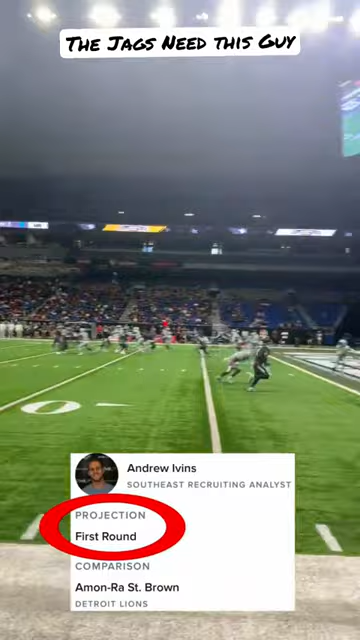 The Jags Need this Guy
0
Andrew Ivins
SOUTHEAST RECRUITING ANALYST
PROJECTION
First Round
COMPARISON
Amon-Ra St. Brown
DETROIT LIONS